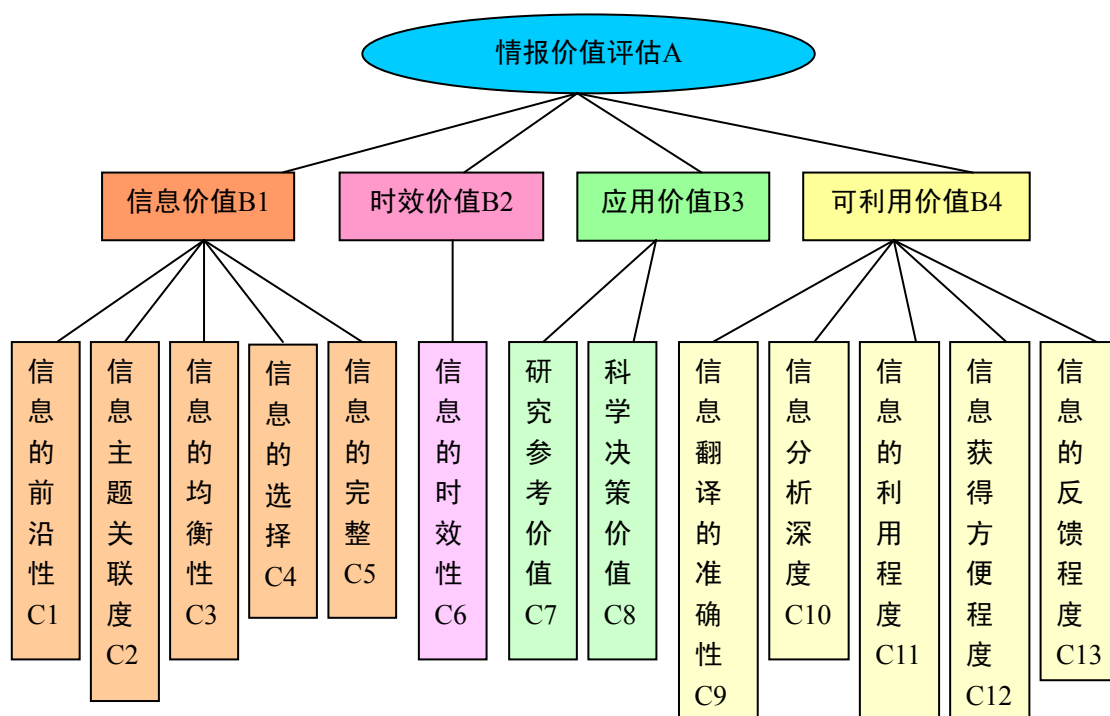 情报价值评估A
信息价值B1
时效价值B2
应用价值B3
可利用价值B4
信息的前沿性C1
信息主题关联度C2
信息的均衡性C3
信息的选择C4
信息的完整C5
信息的时效性C6
研究参考价值C7
科学决策价值C8
信息翻译的准确性C9
信息分析深度C10
信息的利用程度C11
信息获得方便程度C12
信息的反馈程度C13